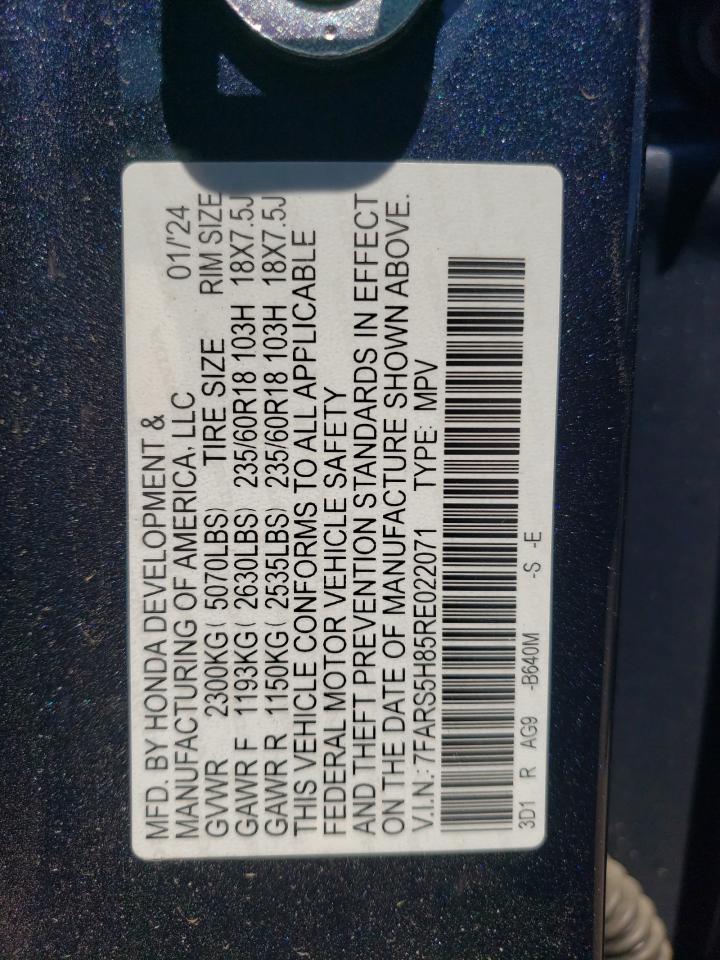 MFD. BY HONDA DEVELOPMENT &
MANUFACTURING OF AMERICA, LLC 01/'24
GVWR 2300KG ( 5070LBS) TIRE SIZE RIM SIZE
GAWR F 1193KG ( 2630LBS) 235/60R18 103H 18X7.5J
GAWR R 1150KG ( 2535LBS) 235/60R18 103H 18X7.5J
THIS VEHICLE CONFORMS TO ALL APPLICABLE
FEDERAL MOTOR VEHICLE SAFETY
AND THEFT PREVENTION STANDARDS IN EFFECT
ON THE DATE OF MANUFACTURE SHOWN ABOVE.
V.I.N.: 7FARS5H85RE022071 TYPE: MPV
3D1 R AG9 -B640M -S -E